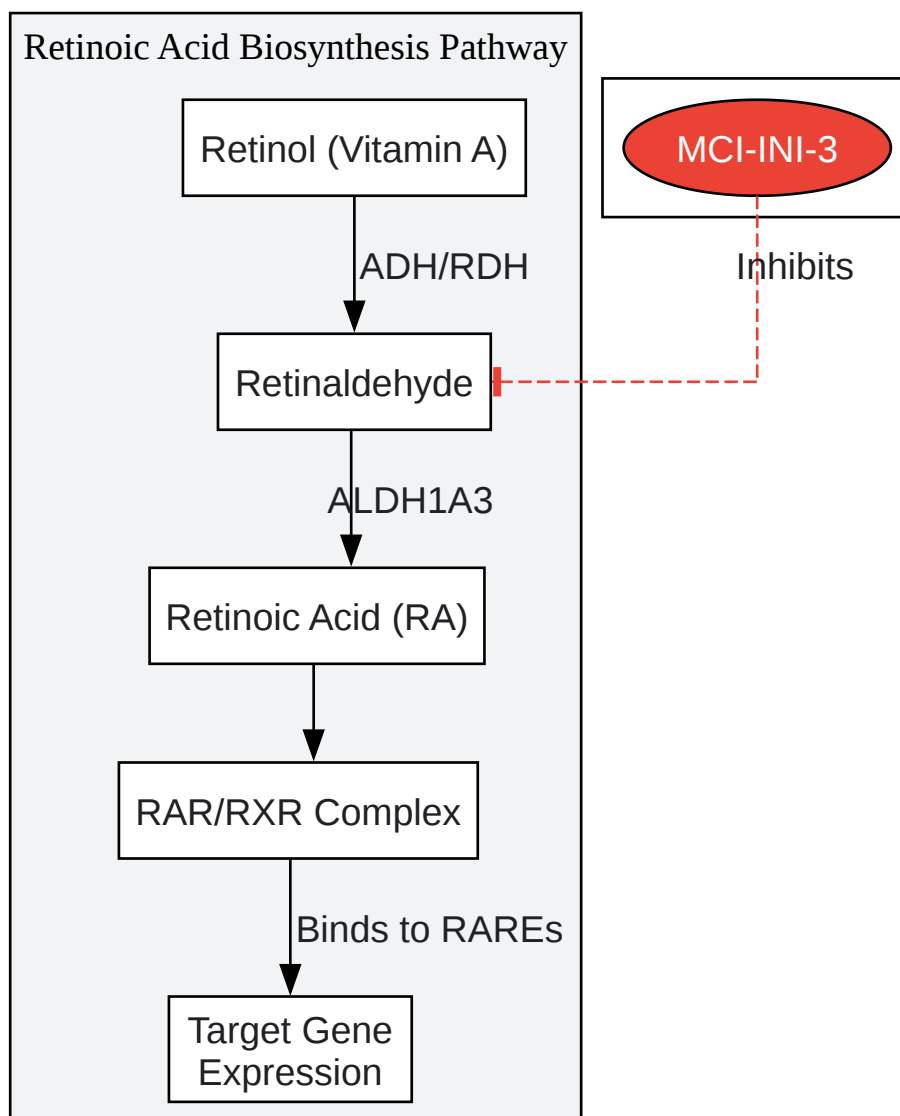 Retinoic Acid Biosynthesis Pathway
Retinol (Vitamin A)
MCI-INI-3
ADH/RDH
Inhibits
Retinaldehyde
ALDH1A3
Retinoic Acid (RA)
RAR/RXR Complex
Binds to RAREs
Target Gene
Expression